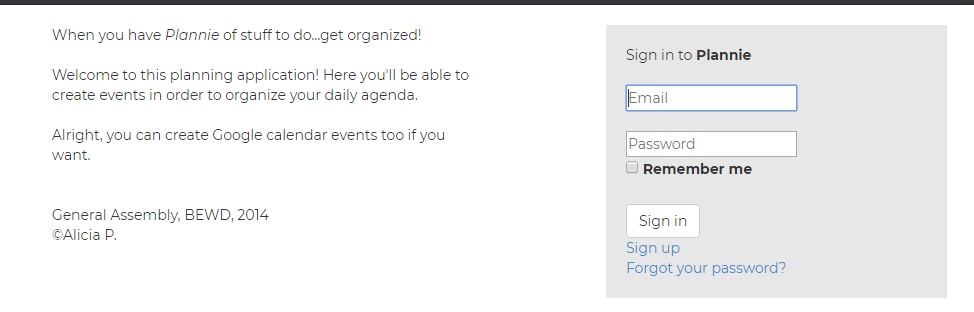 When you have Plannie of stuff to do...get organized!
Welcome to this planning application! Here you'll be able to
create events in order to organize your daily agenda.
Alright, you can create Google calendar events too if you
want.
General Assembly, BEWD, 2014
©Alicia P.
Sign in to Plannie
Email
Password
Remember me
Sign in
Sign up
Forgot your password?